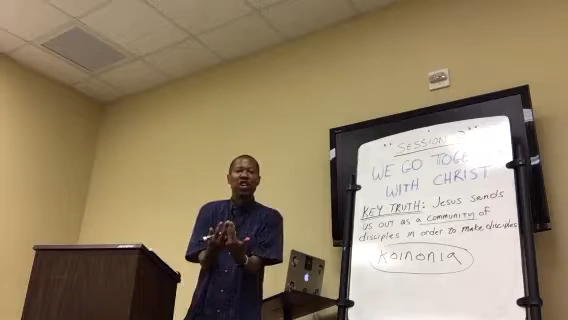 " SESSION
WE GO TOGE
WITH CHRIST
KEY TRUTH: Jesus sends
us out as a community of
disciples in order to make disciples
KOINONIA